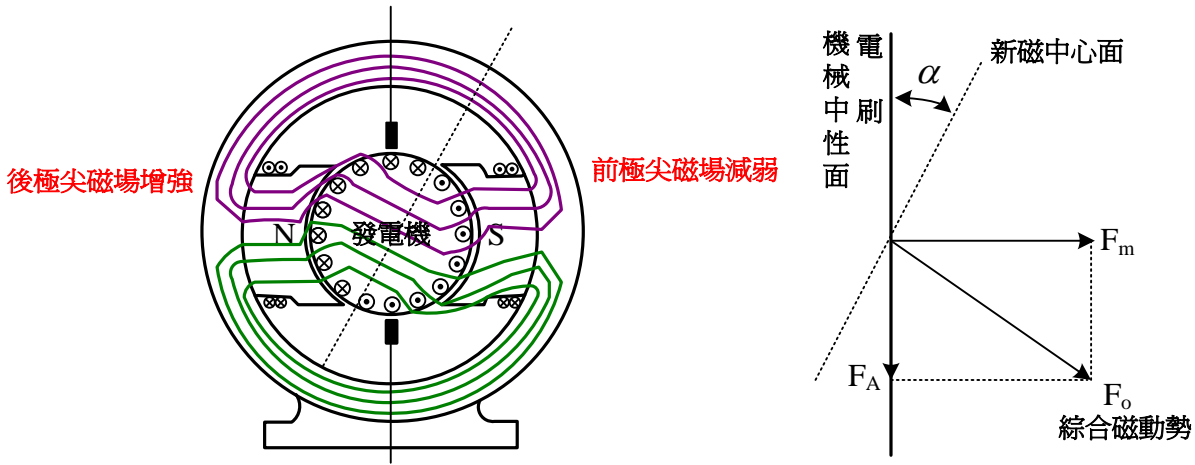 後極尖磁場增強
N
發電機
S
前極尖磁場減弱
機械中性面
電刷
α
新磁中心面
Fm
FA
Fo
綜合磁動勢